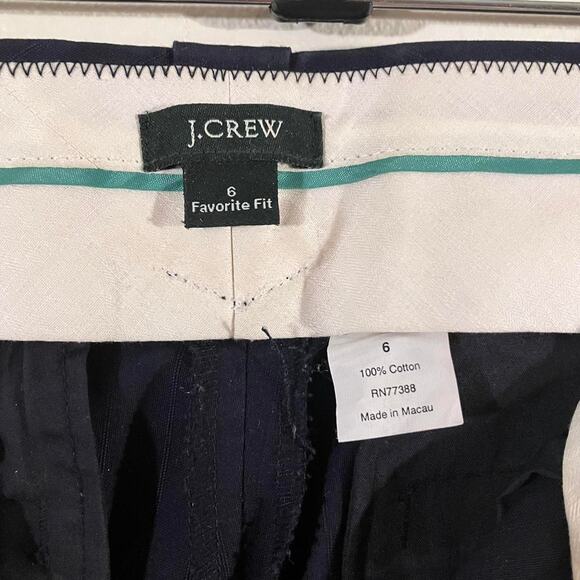 J.CREW
6
Favorite Fit
6
100% Cotton
RN77388
Made in Macau